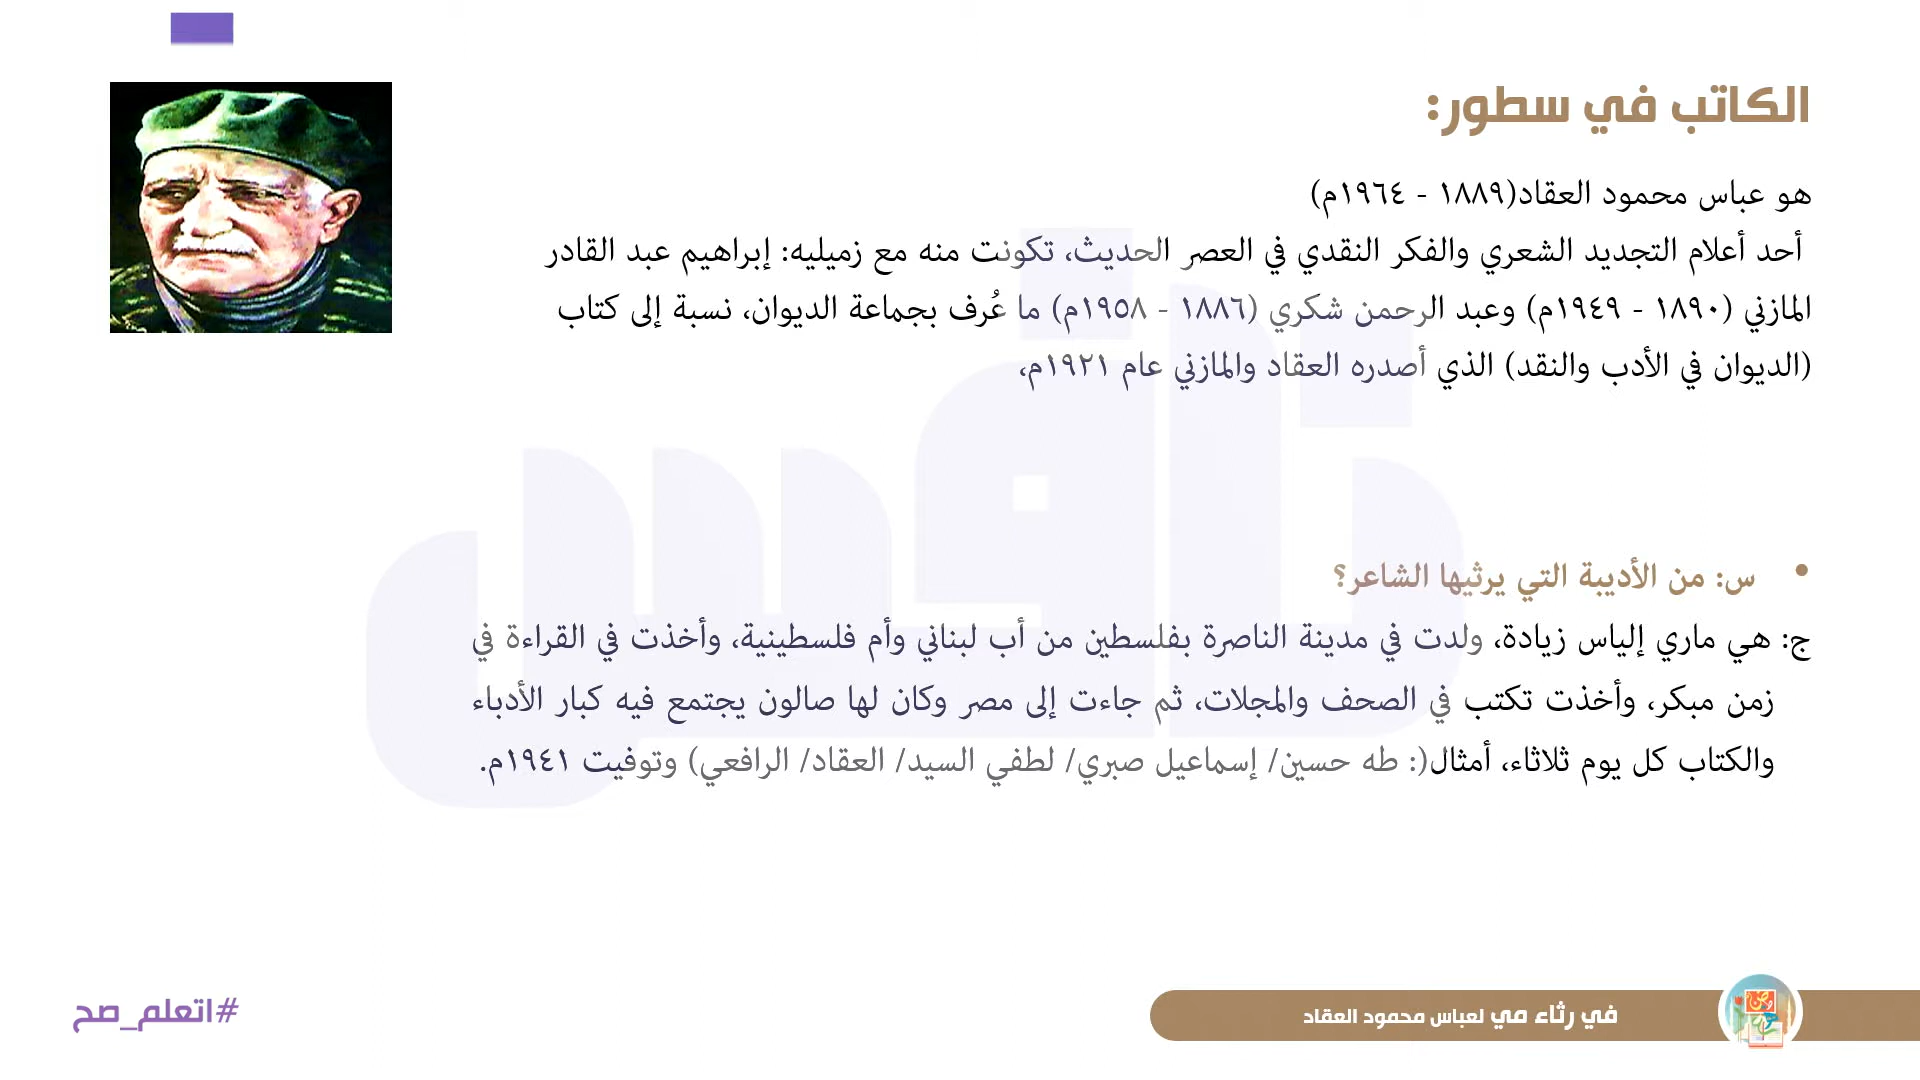 الكاتب في سطور:
هو عباس محمود العقاد(١٨٨٩ - ١٩٦٤م)
أحد أعلام التجديد الشعري والفكر النقدي في العصر الحديث، تكونت منه مع زميليه: إبراهيم عبد القادر
المازني (١٨٩٠ - ١٩٤٩م) وعبد الرحمن شكري (١٨٨٦ - ١٩٥٨م) ما عُرف بجماعة الديوان، نسبة إلى كتاب
(الديوان في الأدب والنقد) الذي أصدره العقاد والمازني عام ١٩٢١م،
نافس
• س: من الأديبة التي يرثيها الشاعر؟
ج: هي ماري إلياس زيادة، ولدت في مدينة الناصرة بفلسطين من أب لبناني وأم فلسطينية، وأخذت في القراءة في
زمن مبكر، وأخذت تكتب في الصحف والمجلات، ثم جاءت إلى مصر وكان لها صالون يجتمع فيه كبار الأدباء
والكتاب كل يوم ثلاثاء، أمثال(: طه حسين/ إسماعيل صبري/ لطفي السيد/ العقاد/ الرافعي) وتوفيت ١٩٤١م.
في رثاء مي لعباس محمود العقاد
#اتعلم_صح